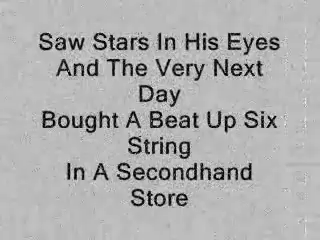 Saw Stars In His Eyes
And The Very Next
Day
Bought A Beat Up Six
String
In A Secondhand
Store